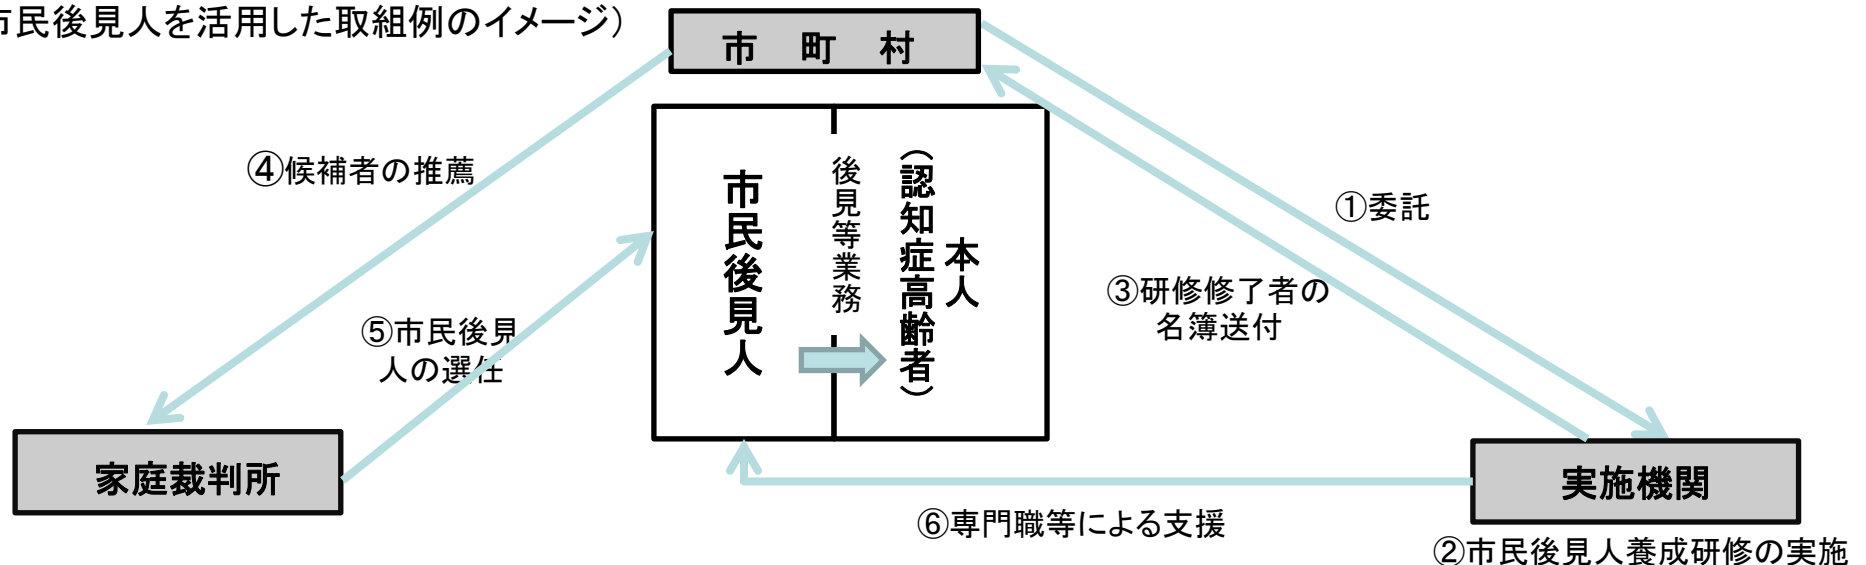 市民後見人を活用した取組例のイメージ）
市町村
④候補者の推薦
①委託
市民後見人
後見等業務
本人
（認知症高齢者）
③研修修了者の
名簿送付
⑤市民後見
人の選任
家庭裁判所
実施機関
⑥専門職等による支援
②市民後見人養成研修の実施